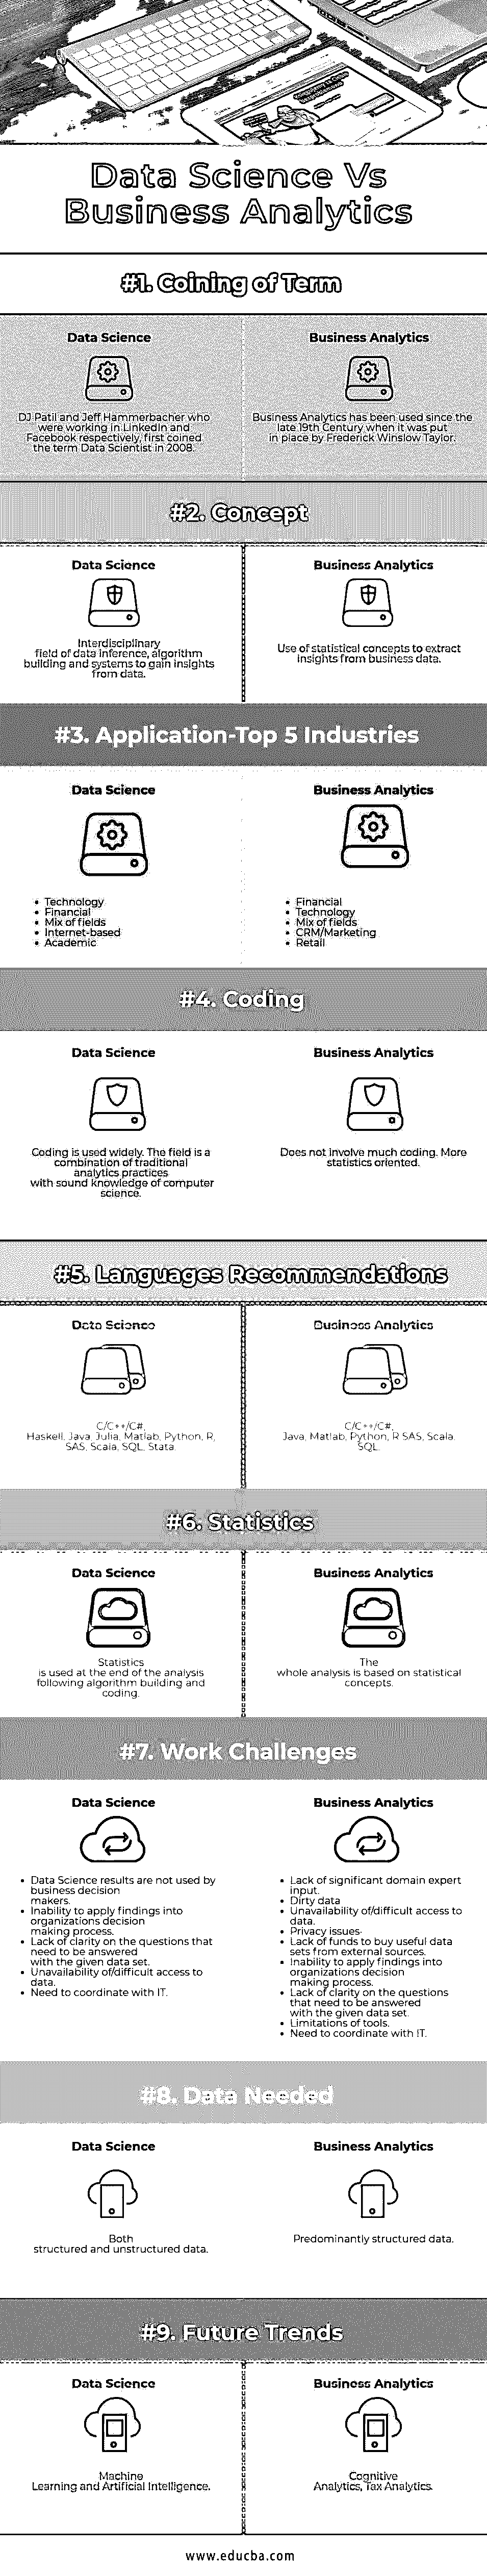 Data Science Vs
Business Analytics
#1. Coining of Term
Data Science
DJ Patil and Jeff Hammerbacher who
were working in LinkedIn and
Facebook respectively, first coined
the term Data Scientist in 2008.
Business Analytics
Business Analytics has been used since the
late 19th Century when it was put
in place by Frederick Winslow Taylor.
#2. Concept
Data Science
Interdisciplinary
field of data inference, algorithm
building and systems to gain insights
from data.
Business Analytics
Use of statistical concepts to extract
insights from business data.
#3. Application-Top 5 Industries
Data Science
• Technology
• Financial
• Mix of fields
• Internet-based
• Academic
Business Analytics
• Financial
• Technology
• Mix of fields
• CRM/Marketing
• Retail
#4. Coding
Data Science
Coding is used widely. The field is a
combination of traditional
analytics practices
with sound knowledge of computer
science.
Business Analytics
Does not involve much coding. More
statistics oriented.
#5. Languages Recommendations
Data Science
C/C++/C#,
Haskell, Java, Julia, Matlab, Python, R,
SAS, Scala, SQL, Stata.
Business Analytics
C/C++/C#,
Java, Matlab, Python, R SAS, Scala,
SQL.
#6. Statistics
Data Science
Statistics
is used at the end of the analysis
following algorithm building and
coding.
Business Analytics
The
whole analysis is based on statistical
concepts.
#7. Work Challenges
Data Science
• Data Science results are not used by
business decision
makers.
• Inability to apply findings into
organizations decision
making process.
• Lack of clarity on the questions that
need to be answered
with the given data set.
• Unavailability of/difficult access to
data.
• Need to coordinate with IT.
Business Analytics
• Lack of significant domain expert
input.
• Dirty data
• Unavailability of/difficult access to
data.
• Privacy issues
• Lack of funds to buy useful data
sets from external sources.
• Inability to apply findings into
organizations decision
making process.
• Lack of clarity on the questions
that need to be answered
with the given data set.
• Limitations of tools.
• Need to coordinate with IT.
#8. Data Needed
Data Science
Both
structured and unstructured data.
Business Analytics
Predominantly structured data.
#9. Future Trends
Data Science
Machine
Learning and Artificial Intelligence.
Business Analytics
Cognitive
Analytics, Tax Analytics.
www.educba.com